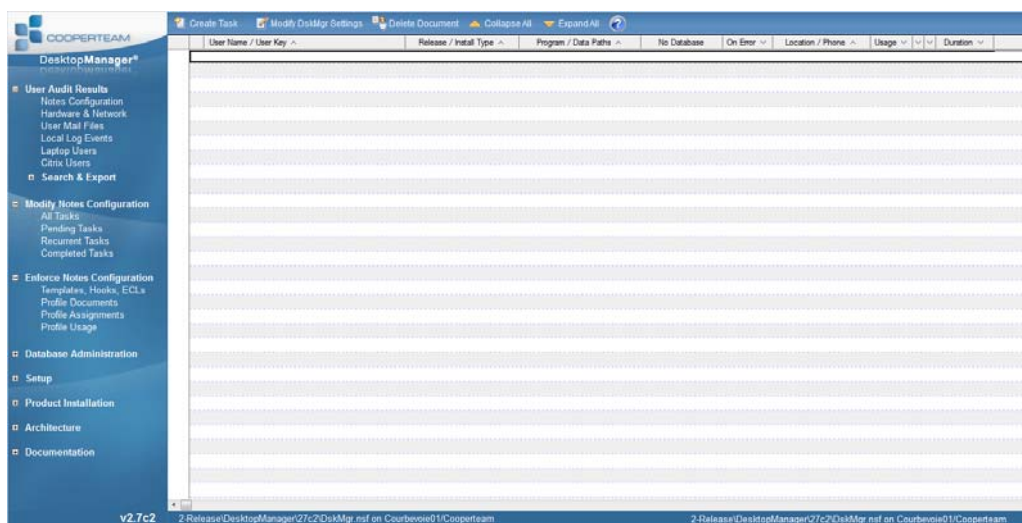 Create Task Modify DskMgr Settings Delete Document Collapse All Expand All ?
COOPERTEAM
User Name / User Key Release / Install Type Program / Data Paths No Database On Error Location / Phone Usage Duration
DesktopManager®
User Audit Results
Notes Configuration
Hardware & Network
User Mail Files
Local Log Events
Laptop Users
Citrix Users
Search & Export
Modify Notes Configuration
All Tasks
Pending Tasks
Recurrent Tasks
Completed Tasks
Enforce Notes Configuration
Templates, Hooks, ECLs
Profile Documents
Profile Assignments
Profile Usage
Database Administration
Setup
Product Installation
Architecture
Documentation
v2.7c2 2-Release\DesktopManager\27c2\DskMgr.nsf on Courbevoie01/Cooperteam 2-Release\DesktopManager\27c2\DskMgr.nsf on Courbevoie01/Cooperteam